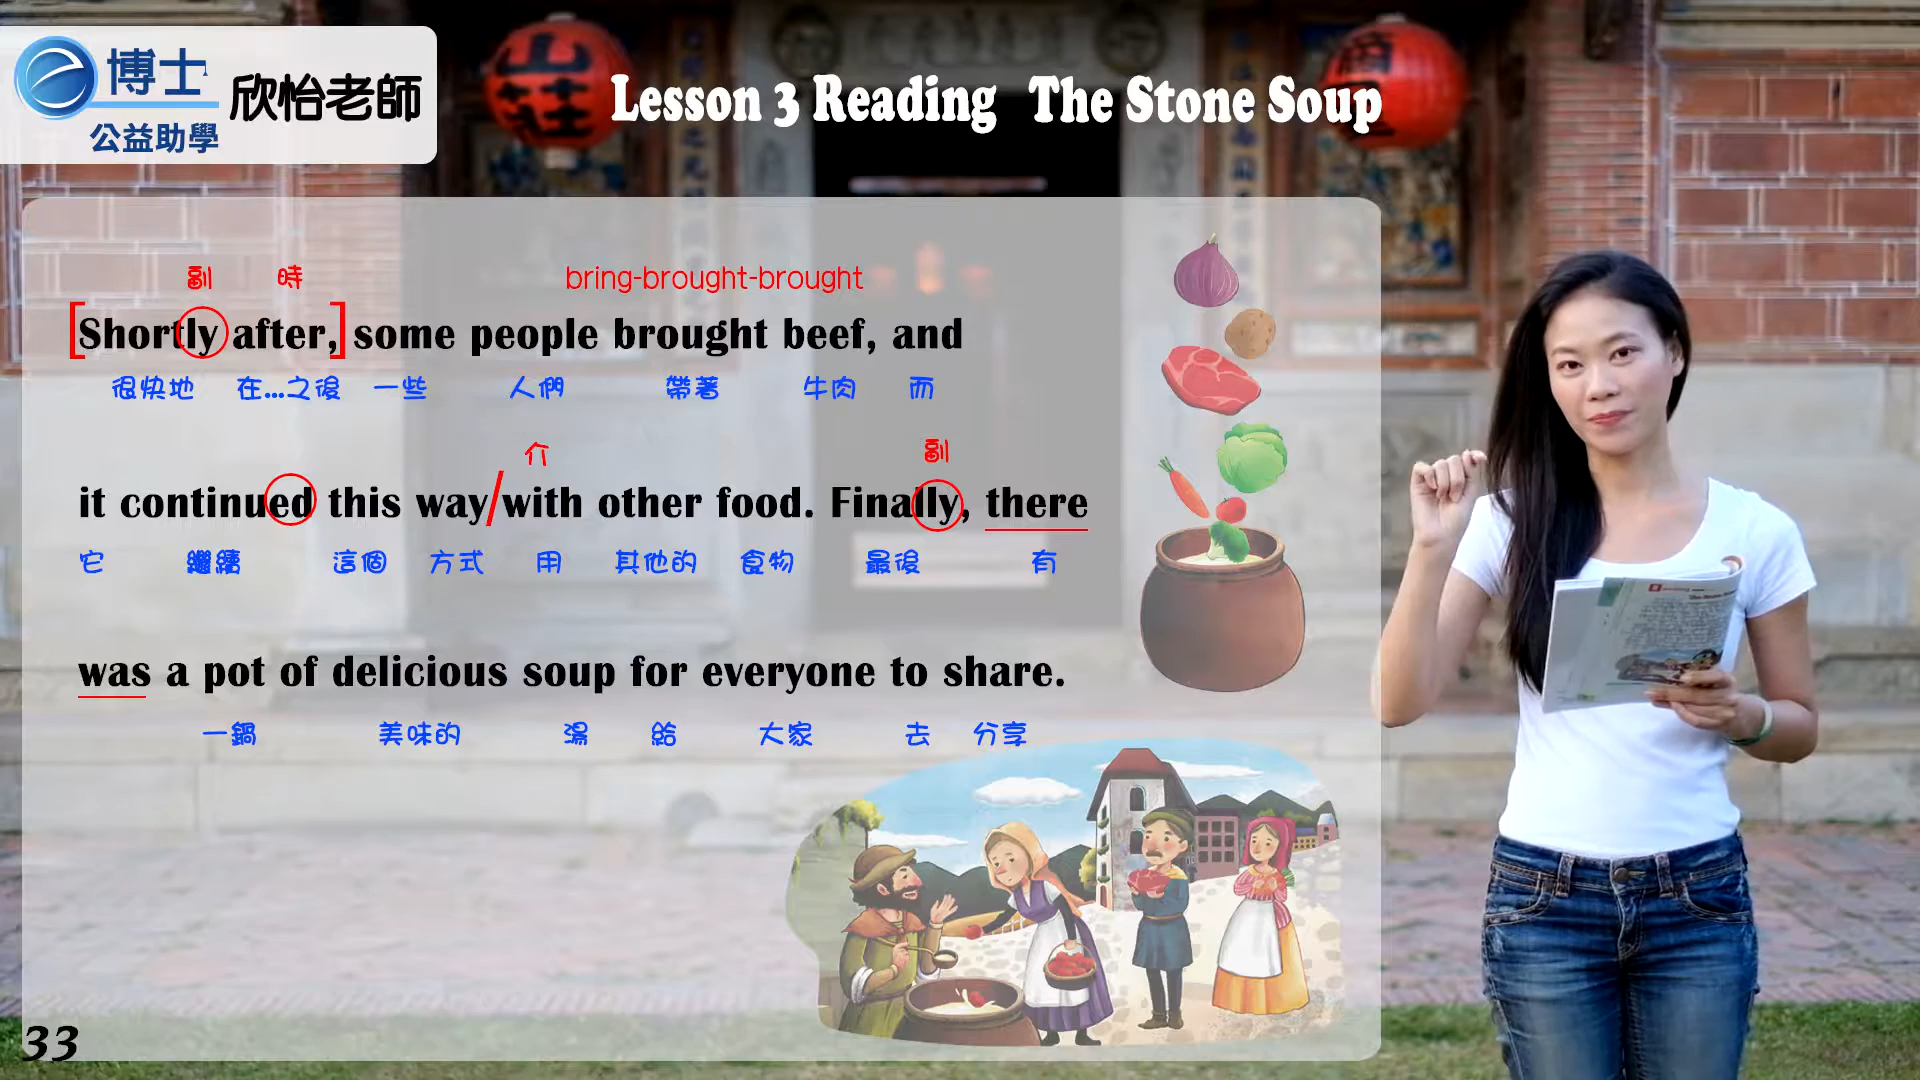 博士
公益助學
欣怡老師
山莊
Lesson 3 Reading The Stone Soup
副 時 bring-brought-brought
[Shortly after,] some people brought beef, and
很快地 在...之後 一些 人們 帶著 牛肉 而
介 副
it continued this way/with other food. Finally, there
它 繼續 這個 方式 用 其他的 食物 最後 有
was a pot of delicious soup for everyone to share.
一鍋 美味的 湯 給 大家 去 分享
33